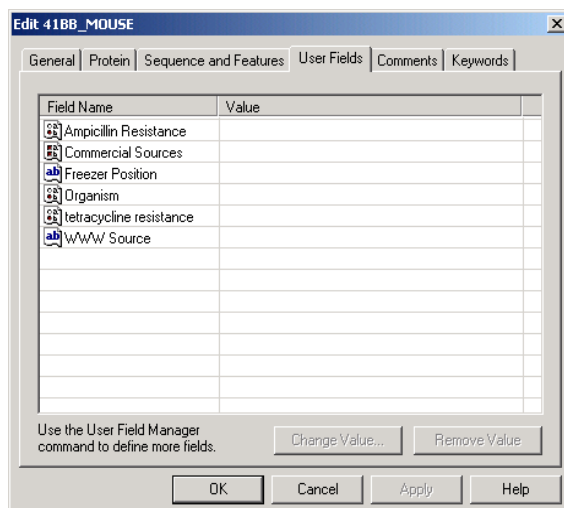 Edit 41BB_MOUSE
General Protein Sequence and Features User Fields Comments Keywords
Field Name Value
Ampicillin Resistance
Commercial Sources
ab Freezer Position
Organism
tetracycline resistance
ab WWW Source
Use the User Field Manager
command to define more fields.
Change Value... Remove Value
OK Cancel Apply Help